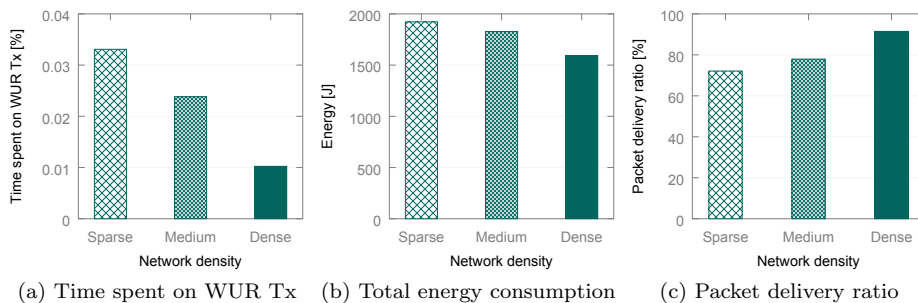 0.04
0.03
0.02
0.01
0
Time spent on WUR Tx [%]
Sparse Medium Dense
Network density
(a) Time spent on WUR Tx
2000
1500
1000
500
0
Energy [J]
Sparse Medium Dense
Network density
(b) Total energy consumption
100
80
60
40
20
0
Packet delivery ratio [%]
Sparse Medium Dense
Network density
(c) Packet delivery ratio